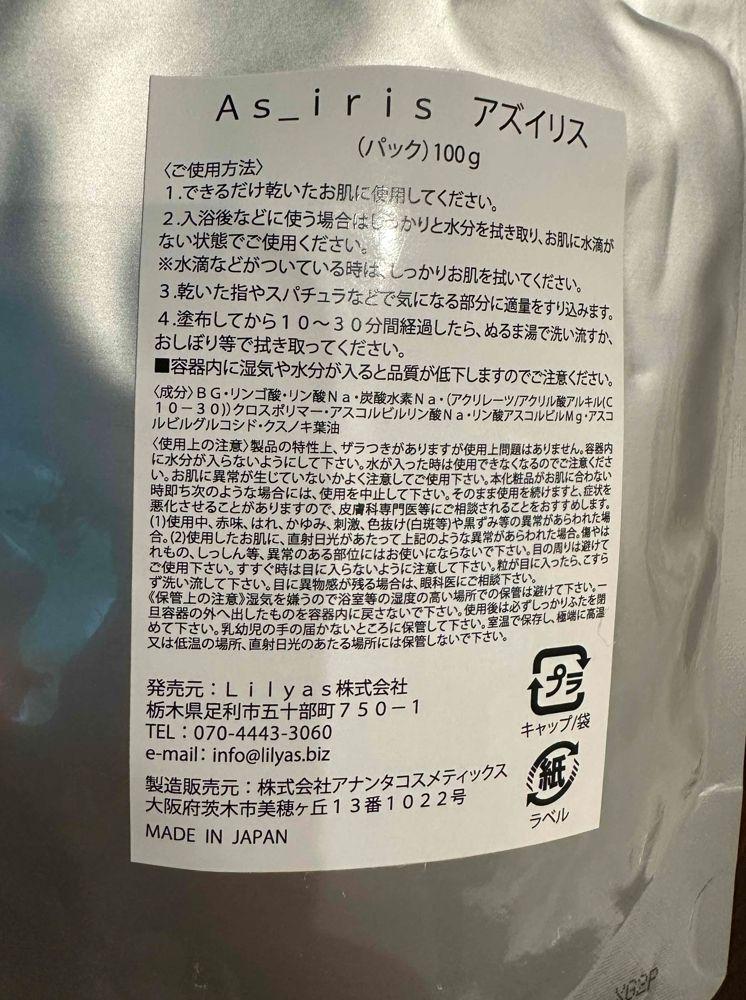 As_iris アズイリス
(パック)100g
〈ご使用方法〉
1.できるだけ乾いたお肌に使用してください。
2.入浴後などに使う場合はしっかりと水分を拭き取り、お肌に水滴が
ない状態でご使用ください。
※水滴などがついている時は、しっかりお肌を拭いてください。
3.乾いた指やスパチュラなどで気になる部分に適量をすり込みます。
4.塗布してから10～30分間経過したら、ぬるま湯で洗い流すか、
おしぼり等で拭き取ってください。
■容器内に湿気や水分が入ると品質が低下しますのでご注意ください。
〈成分〉BG・リンゴ酸・リン酸Na・炭酸水素Na・(アクリレーツ/アクリル酸アルキル(C
10－30))クロスポリマー・アスコルビルリン酸Na・リン酸アスコルビルMg・アスコ
ルビルグルコシド・クスノキ葉油
〈使用上の注意〉製品の特性上、ザラつきがありますが使用上問題はありません。容器内
に水分が入らないようにして下さい。水が入った時は使用できなくなるのでご注意くださ
い。お肌に異常が生じていないかよく注意してご使用下さい。本化粧品がお肌に合わない
時即ち次のような場合には、使用を中止して下さい。そのまま使用を続けますと、症状を
悪化させることがありますので、皮膚科専門医等にご相談されることをおすすめします。
(1)使用中、赤味、はれ、かゆみ、刺激、色抜け(白斑等)や黒ずみ等の異常があらわれた場
合。(2)使用したお肌に、直射日光があたって上記のような異常があらわれた場合。傷やは
れもの、しっしん等、異常のある部位にはお使いにならないで下さい。目の周りは避けて
ご使用下さい。すすぐ時は目に入らないように注意して下さい。粒が目に入ったら、こすら
ず洗い流して下さい。目に異物感が残る場合は、眼科医にご相談下さい。
《保管上の注意》湿気を嫌うので浴室等の湿度の高い場所での保管は避けて下さい。一
旦容器の外へ出したものを容器内に戻さないで下さい。使用後は必ずしっかりふたを閉
めて下さい。乳幼児の手の届かないところに保管して下さい。室温で保存し、極端に高温
又は低温の場所、直射日光のあたる場所には保管しないで下さい。
発売元：Lilyas株式会社
栃木県足利市五十部町750－1
TEL：070-4443-3060
e-mail：info@lilyas.biz
製造販売元：株式会社アナンタコスメティックス
大阪府茨木市美穂ヶ丘13番1022号
MADE IN JAPAN
プラ
キャップ/袋
紙
ラベル